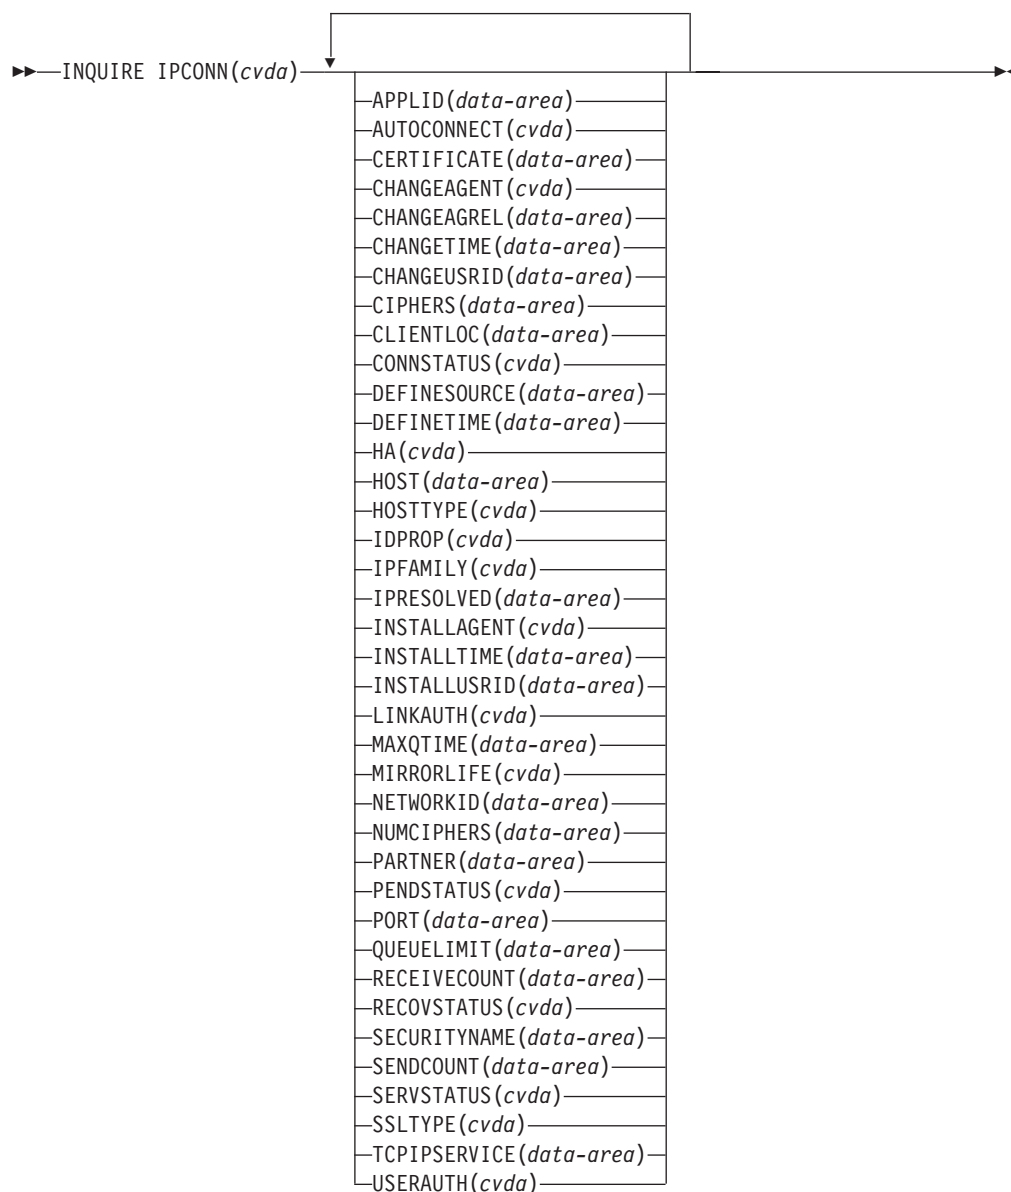 INQUIRE IPCONN(cvda)
APPLID(data-area)
AUTOCONNECT(cvda)
CERTIFICATE(data-area)
CHANGEAGENT(cvda)
CHANGEAGREL(data-area)
CHANGETIME(data-area)
CHANGEUSRID(data-area)
CIPHERS(data-area)
CLIENTLOC(data-area)
CONNSTATUS(cvda)
DEFINESOURCE(data-area)
DEFINETIME(data-area)
HA(cvda)
HOST(data-area)
HOSTTYPE(cvda)
IDPROP(cvda)
IPFAMILY(cvda)
IPRESOLVED(data-area)
INSTALLAGENT(cvda)
INSTALLTIME(data-area)
INSTALLUSRID(data-area)
LINKAUTH(cvda)
MAXQTIME(data-area)
MIRRORLIFE(cvda)
NETWORKID(data-area)
NUMCIPHERS(data-area)
PARTNER(data-area)
PENDSTATUS(cvda)
PORT(data-area)
QUEUELIMIT(data-area)
RECEIVECOUNT(data-area)
RECOVSTATUS(cvda)
SECURITYNAME(data-area)
SENDCOUNT(data-area)
SERVSTATUS(cvda)
SSLTYPE(cvda)
TCPIPSERVICE(data-area)
USERAUTH(cvda)